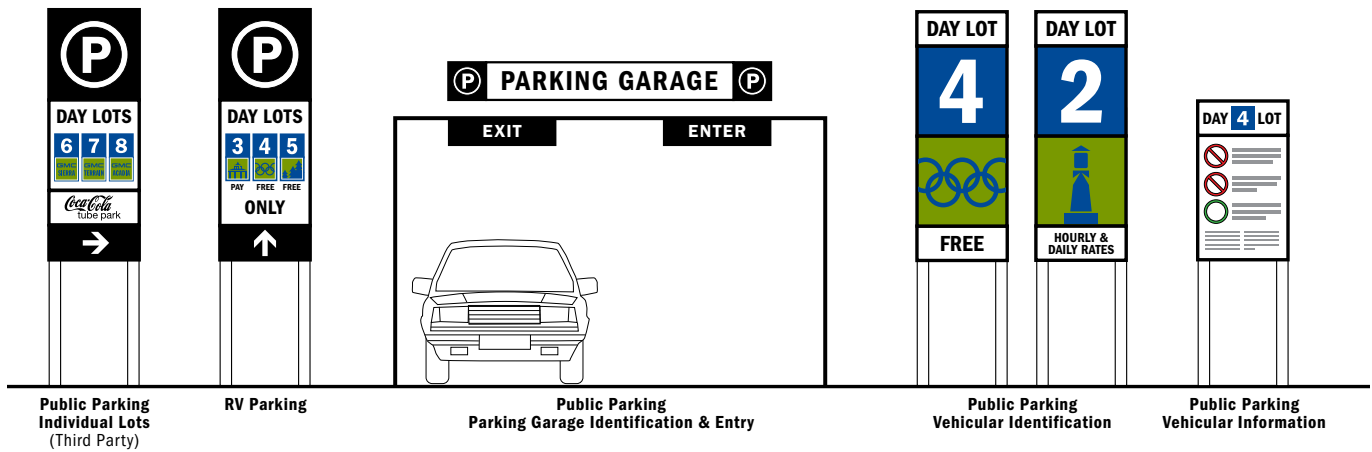 P
DAY LOTS
6 7 8
GMC SIERRA GMC TERRAIN GMC ACADIA
Coca-Cola
tube park
P
DAY LOTS
3 4 5
PAY FREE FREE
ONLY
P PARKING GARAGE P
EXIT ENTER
DAY LOT
4
FREE
DAY LOT
2
HOURLY &
DAILY RATES
DAY 4 LOT
Public Parking
Individual Lots
(Third Party)
RV Parking
Public Parking
Parking Garage Identification & Entry
Public Parking
Vehicular Identification
Public Parking
Vehicular Information